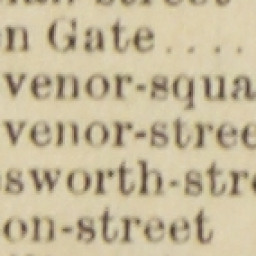 n Gate....
venor-squa
venor-stree
sworth-stre
on-street